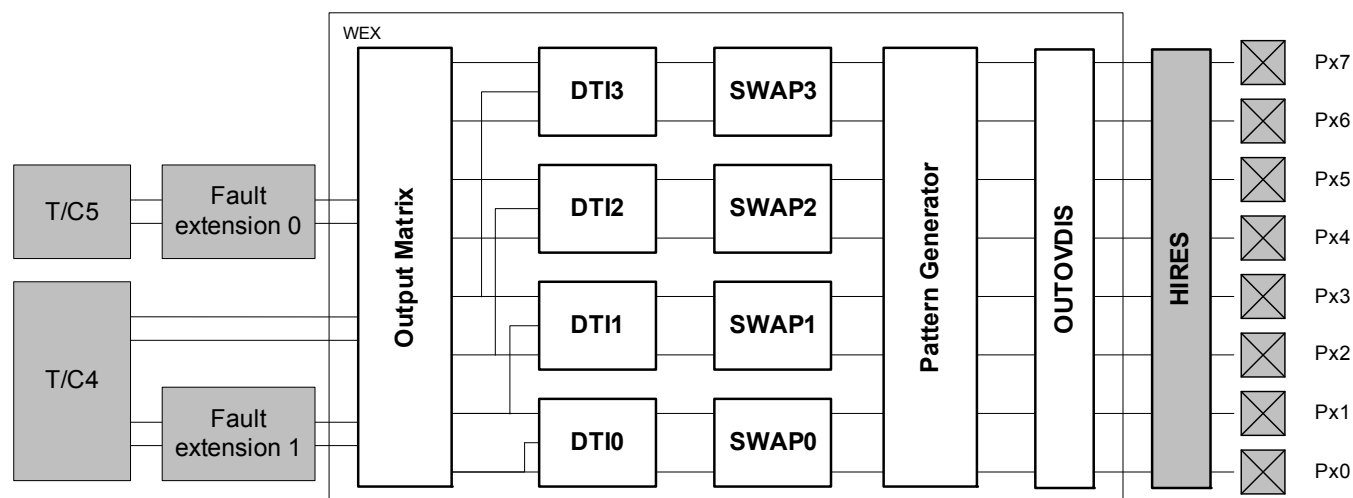 WEX
T/C5
Fault
extension 0
T/C4
Fault
extension 1
Output Matrix
DTI3
SWAP3
DTI2
SWAP2
DTI1
SWAP1
DTI0
SWAP0
Pattern Generator
OUTOVDIS
HIRES
Px7
Px6
Px5
Px4
Px3
Px2
Px1
Px0